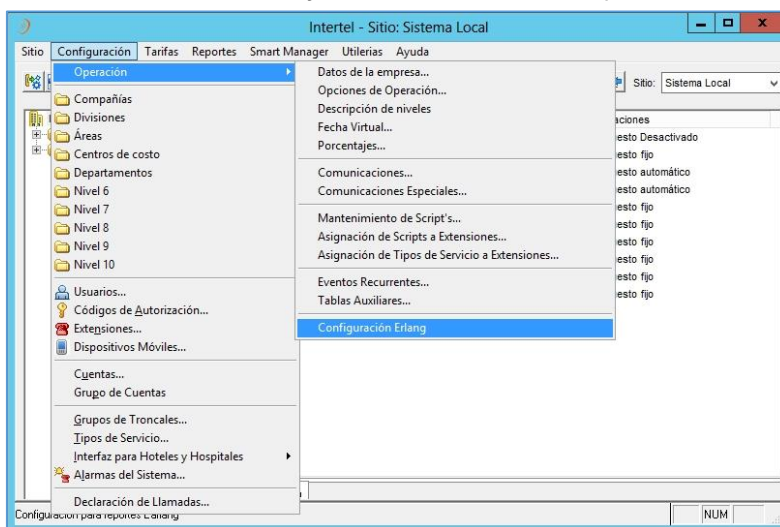 Intertel - Sitio: Sistema Local
Sitio Configuración Tarifas Reportes Smart Manager Utilerias Ayuda
Sitio: Sistema Local
Operación
Compañías
Divisiones
Áreas
Centros de costo
Departamentos
Nivel 6
Nivel 7
Nivel 8
Nivel 9
Nivel 10
Usuarios...
Códigos de Autorización...
Extensiones...
Dispositivos Móviles...
Cuentas...
Grupo de Cuentas
Grupos de Troncales...
Tipos de Servicio...
Interfaz para Hoteles y Hospitales
Alarmas del Sistema...
Declaración de Llamadas...
Datos de la empresa...
Opciones de Operación...
Descripción de niveles
Fecha Virtual...
Porcentajes...
Comunicaciones...
Comunicaciones Especiales...
Mantenimiento de Script's...
Asignación de Scripts a Extensiones...
Asignación de Tipos de Servicio a Extensiones...
Eventos Recurrentes...
Tablas Auxiliares...
Configuración Erlang
aciones
esto Desactivado
esto fijo
esto automático
esto automático
esto fijo
esto fijo
esto fijo
esto fijo
esto fijo
esto fijo
NUM